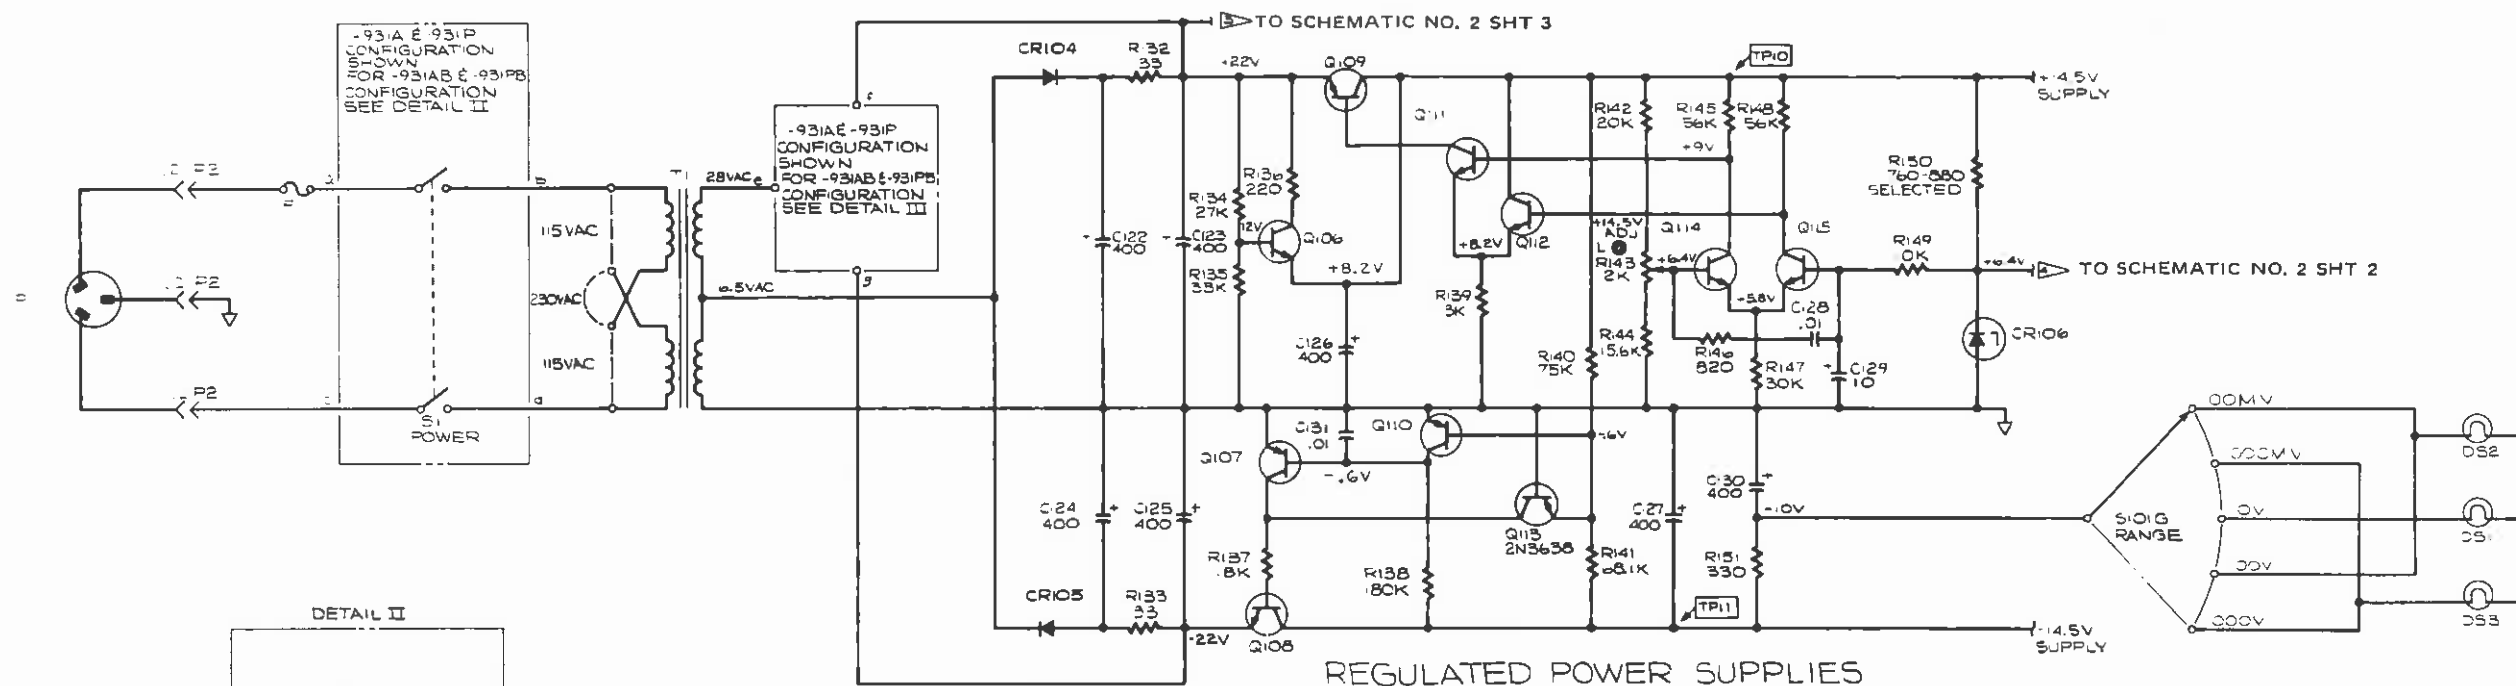 -931A & -931P
CONFIGURATION
SHOWN
FOR -931AB & -931PB
CONFIGURATION
SEE DETAIL II
P2
P2
P2
S1
POWER
115VAC
230VAC
115VAC
T1
28VAC
e
6.5VAC
f
-931A & -931P
CONFIGURATION
SHOWN
FOR -931AB & -931PB
CONFIGURATION
SEE DETAIL III
g
5 TO SCHEMATIC NO. 2 SHT 3
CR104
R132
33
+22V
Q109
Q111
TP10
+14.5V
SUPPLY
R134
27K
R136
220
12V
Q106
R135
33K
+8.2V
C122
400
C123
400
C126
400
R142
20K
R145
56K
R148
56K
+9V
Q112
+8.2V
R139
3K
+14.5V
ADJ
R143
2K
+6.4V
Q114
Q115
R149
R150
760-880
SELECTED
+6.4V
4 TO SCHEMATIC NO. 2 SHT 2
+5.8V
C128
.01
R144
15.6K
R140
75K
R146
820
R147
30K
C129
10
CR106
C131
.01
Q110
Q107
-.6V
-.6V
C124
400
C125
400
Q113
2N3638
R137
R138
R141
68.1K
C127
400
C130
400
-10V
R151
330
CR105
R133
33
-22V
Q108
TP11
-14.5V
SUPPLY
S101G
RANGE
DS2
DS3
DETAIL II
REGULATED POWER SUPPLIES